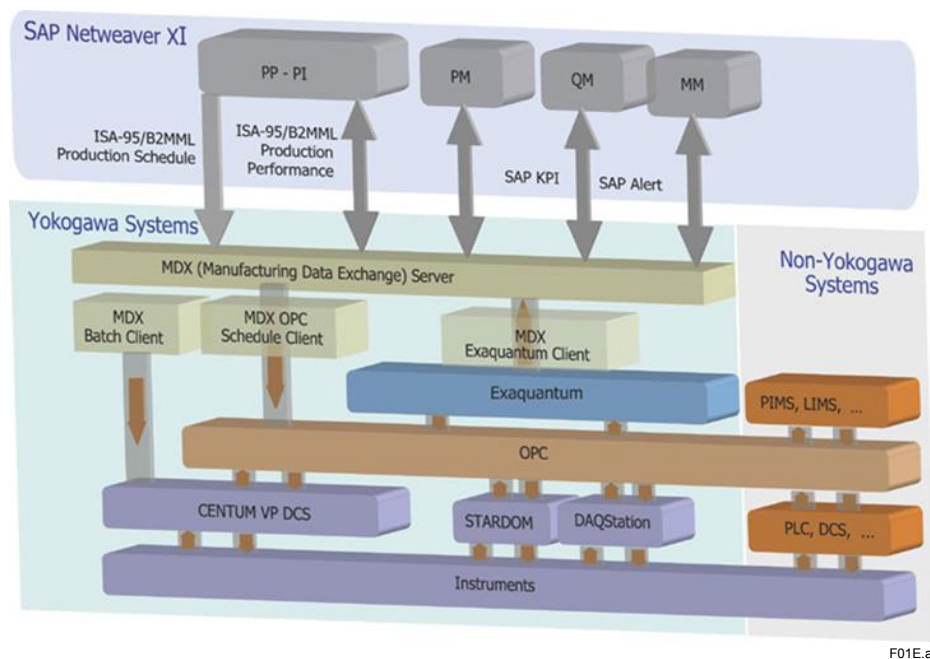 SAP Netweaver XI
PP - PI
PM
QM
MM
ISA-95/B2MML
Production Schedule
ISA-95/B2MML
Production
Performance
SAP KPI
SAP Alert
Yokogawa Systems
Non-Yokogawa
Systems
MDX (Manufacturing Data Exchange) Server
MDX
Batch Client
MDX OPC
Schedule Client
MDX
Exaquantum Client
Exaquantum
PIMS, LIMS, ...
OPC
CENTUM VP DCS
STARDOM
DAQStation
PLC, DCS, ...
Instruments
F01E.a